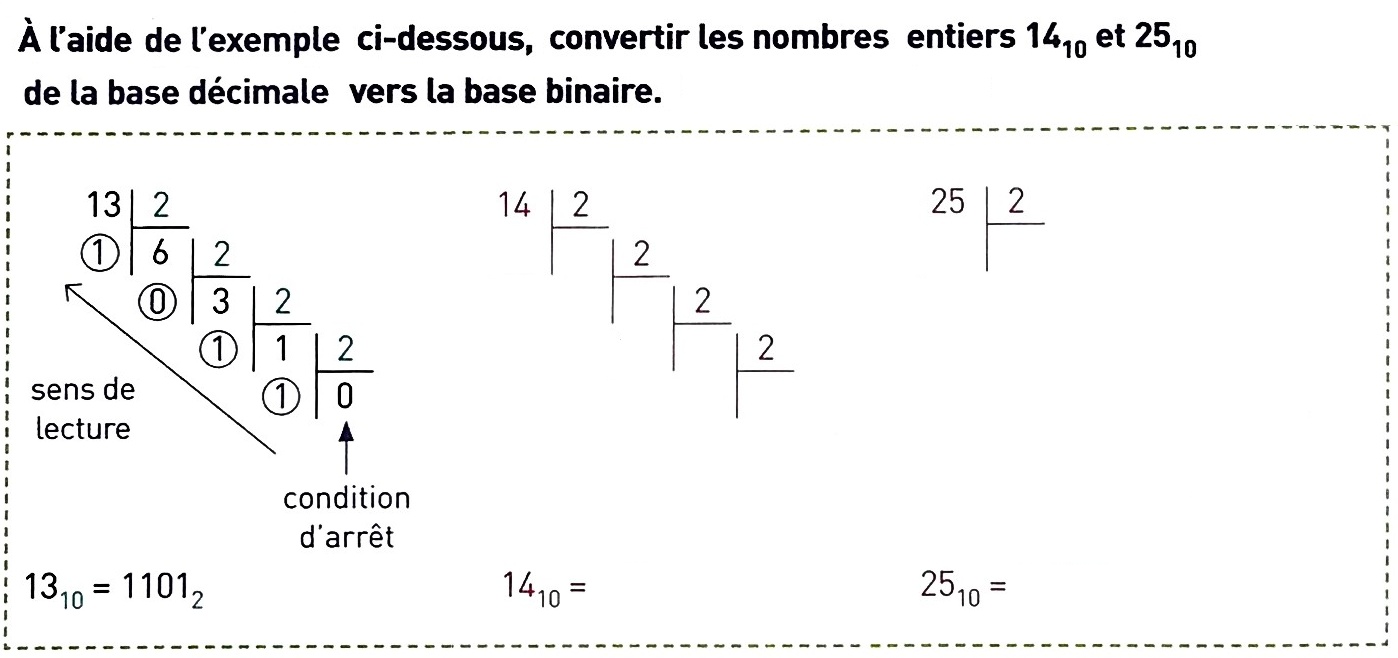 À l'aide de l'exemple ci-dessous, convertir les nombres entiers 14₁₀ et 25₁₀
de la base décimale vers la base binaire.
13 2
1 6 2
0 3 2
1 1 2
1 0
sens de
lecture
condition
d'arrêt
13₁₀ = 1101₂
14 2
2
2
2
14₁₀ =
25 2
25₁₀ =